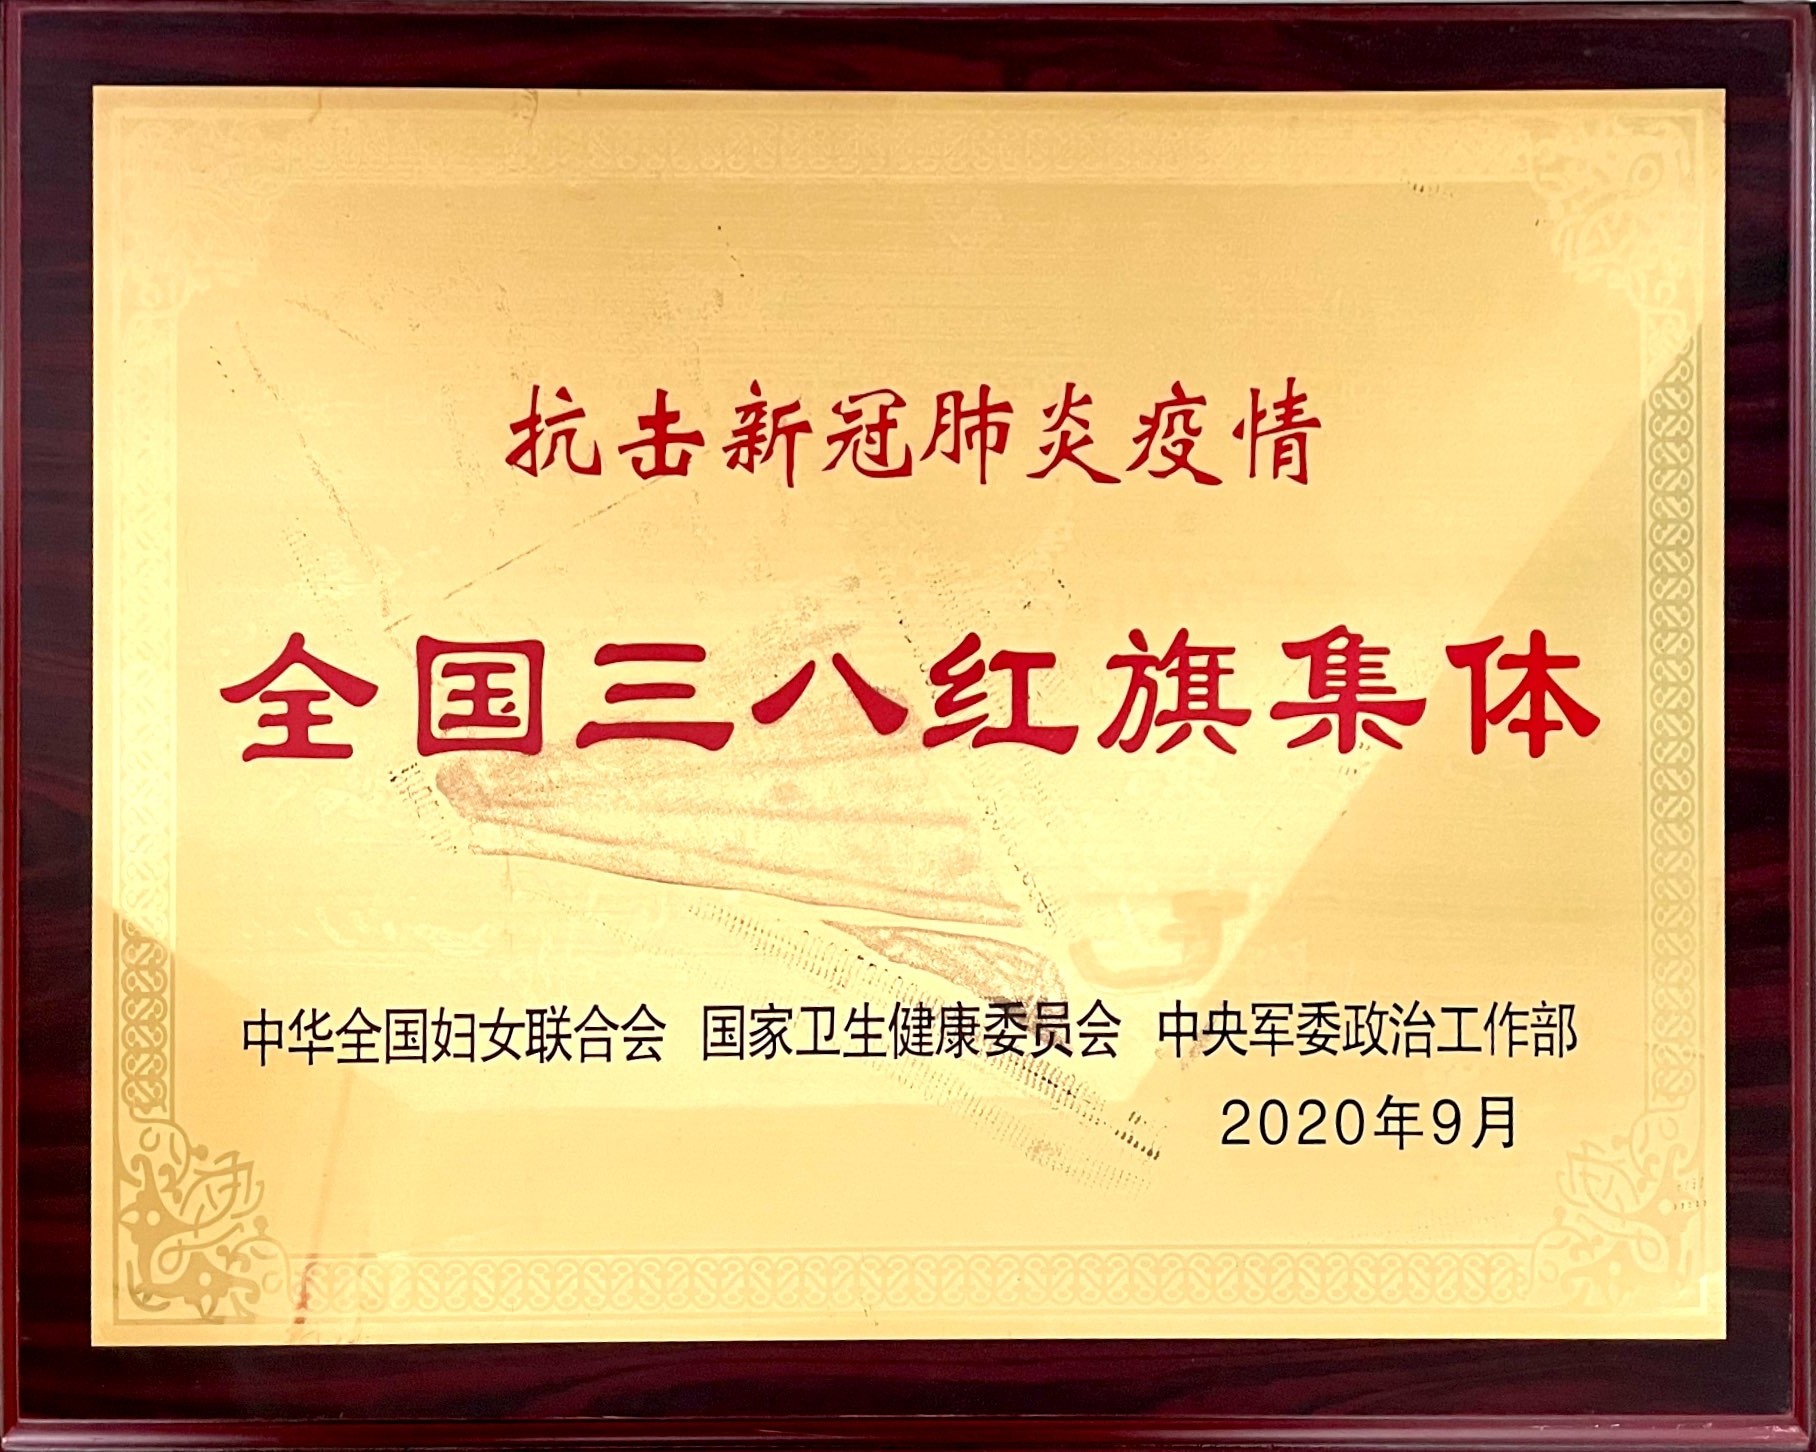 抗击新冠肺炎疫情
全国三八红旗集体
中华全国妇女联合会 国家卫生健康委员会 中央军委政治工作部
2020年9月